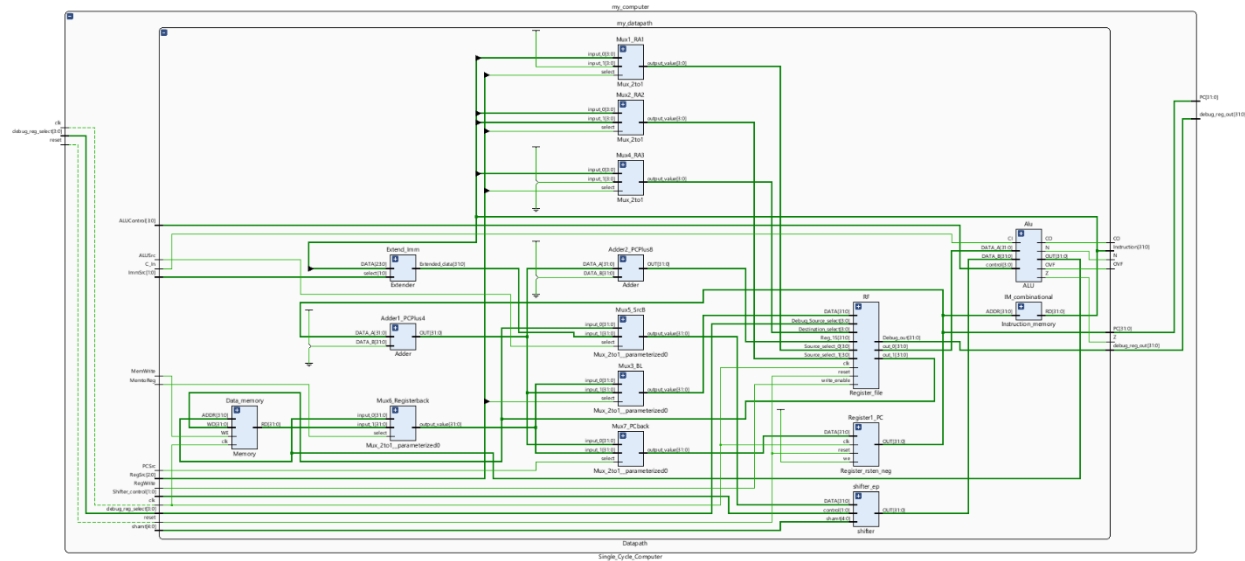 my_computer
my_datapath
Mux1_RA1
input_0[3:0]
input_1[3:0]
output_value[3:0]
select
Mux_2to1
Mux2_RA2
input_0[3:0]
input_1[3:0]
output_value[3:0]
select
Mux_2to1
Mux4_RA3
input_0[3:0]
input_1[3:0]
output_value[3:0]
select
Mux_2to1
clk
debug_reg_select[3:0]
reset
PC[31:0]
debug_reg_out[31:0]
ALUControl[3:0]
ALUSrc
C_In
ImmSrc[1:0]
Extend_Imm
DATA[23:0]
select[1:0]
Extended_data[31:0]
Extender
Adder2_PCPlus8
DATA_A[31:0]
DATA_B[31:0]
OUT[31:0]
Adder
Alu
CI
DATA_A[31:0]
DATA_B[31:0]
control[3:0]
CO
N
OUT[31:0]
OVF
Z
ALU
CO
Instruction[31:0]
N
OVF
IM_combinational
ADDR[31:0]
RD[31:0]
Instruction_memory
PC[31:0]
Z
debug_reg_out[31:0]
Adder1_PCPlus4
DATA_A[31:0]
DATA_B[31:0]
OUT[31:0]
Adder
Mux5_SrcB
input_0[31:0]
input_1[31:0]
output_value[31:0]
select
Mux_2to1__parameterized0
RF
DATA[31:0]
Debug_Source_select[3:0]
Destination_select[3:0]
Reg_15[31:0]
Source_select_0[3:0]
Source_select_1[3:0]
clk
reset
write_enable
Debug_out[31:0]
out_0[31:0]
out_1[31:0]
Register_file
MemWrite
MemtoReg
Mux3_BL
input_0[31:0]
input_1[31:0]
output_value[31:0]
select
Mux_2to1__parameterized0
Data_memory
ADDR[31:0]
WD[31:0]
WE
clk
RD[31:0]
Memory
Mux6_Registerback
input_0[31:0]
input_1[31:0]
output_value[31:0]
select
Mux_2to1__parameterized0
Mux7_PCback
input_0[31:0]
input_1[31:0]
output_value[31:0]
select
Mux_2to1__parameterized0
Register1_PC
DATA[31:0]
clk
reset
we
OUT[31:0]
Register_rsten_neg
PCSrc
RegSrc[2:0]
RegWrite
Shifter_control[1:0]
clk
debug_reg_select[3:0]
reset
shamt[4:0]
shifter_ep
DATA[31:0]
control[1:0]
shamt[4:0]
OUT[31:0]
shifter
Datapath
Single_Cycle_Computer